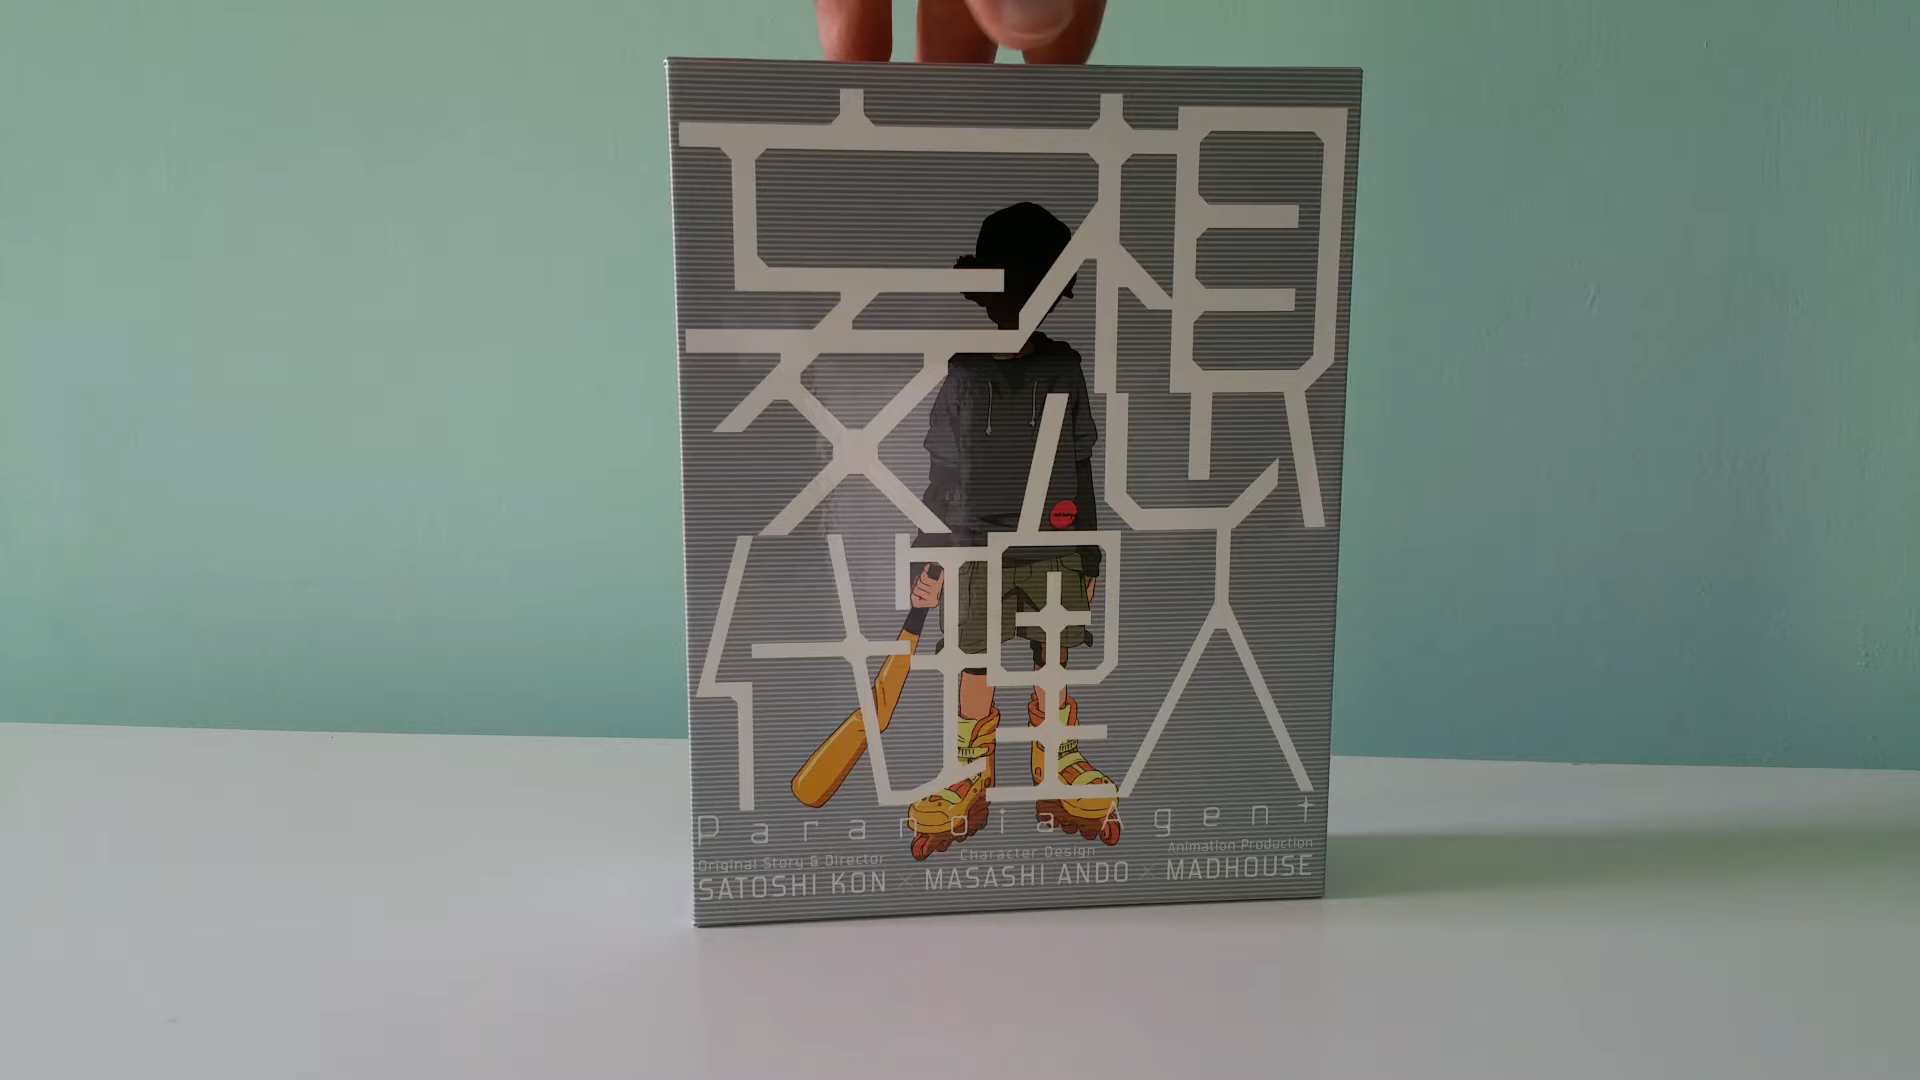 妄想
代理人
Paranoia Agent
Original Story & Director
SATOSHI KON ×
Character Design
MASASHI ANDO ×
Animation Production
MADHOUSE